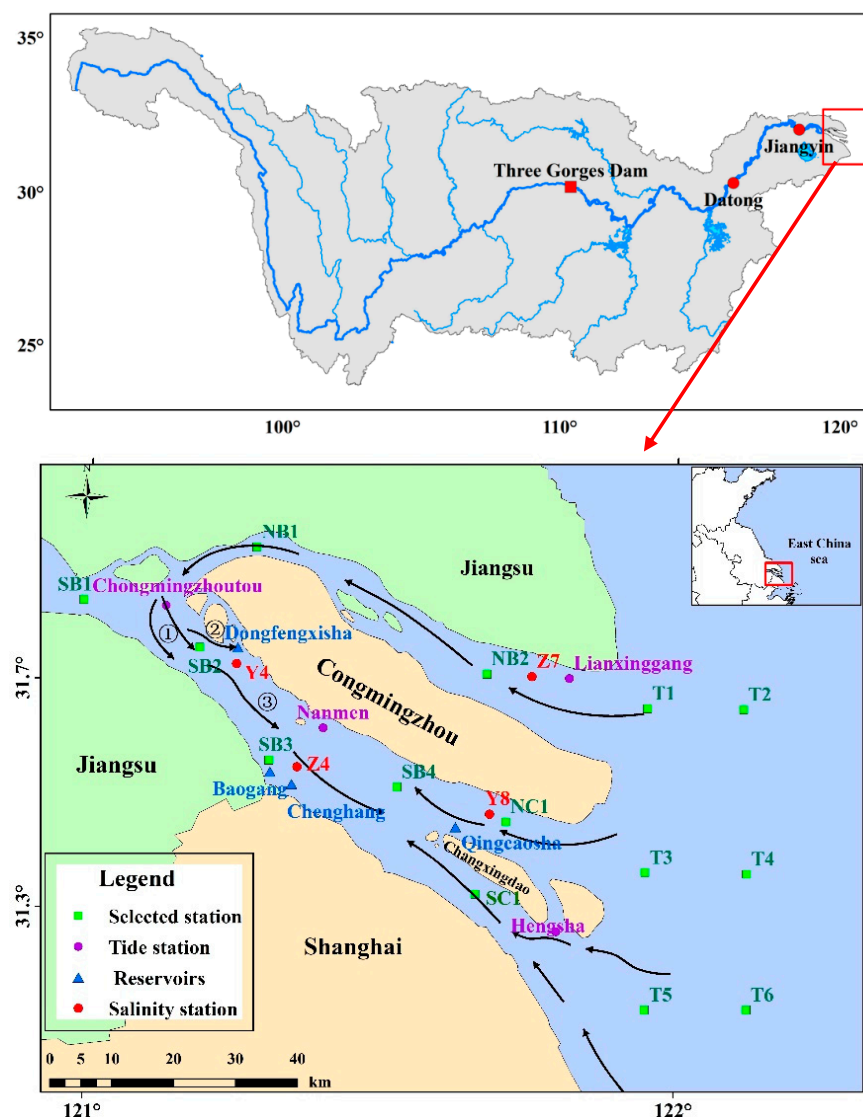 35°
Jiangyin
Three Gorges Dam
30°
Datong
25°
100°
110°
120°
N
East China
sea
NB1
Jiangsu
SB1
Chongmingzhoutou
①
②
Dongfengxisha
SB2
Y4
NB2
Z7
Lianxinggang
31.7°
③
Congmingzhou
T1
T2
Nanmen
SB3
Z4
Jiangsu
SB4
Baogang
Chenghang
Y8
NC1
Qingcaosha
Changxingdao
T3
T4
31.3°
Legend
Selected station
Tide station
Reservoirs
Salinity station
SC1
Hengsha
Shanghai
T5
T6
0 5 10 20 30 40
km
121°
122°